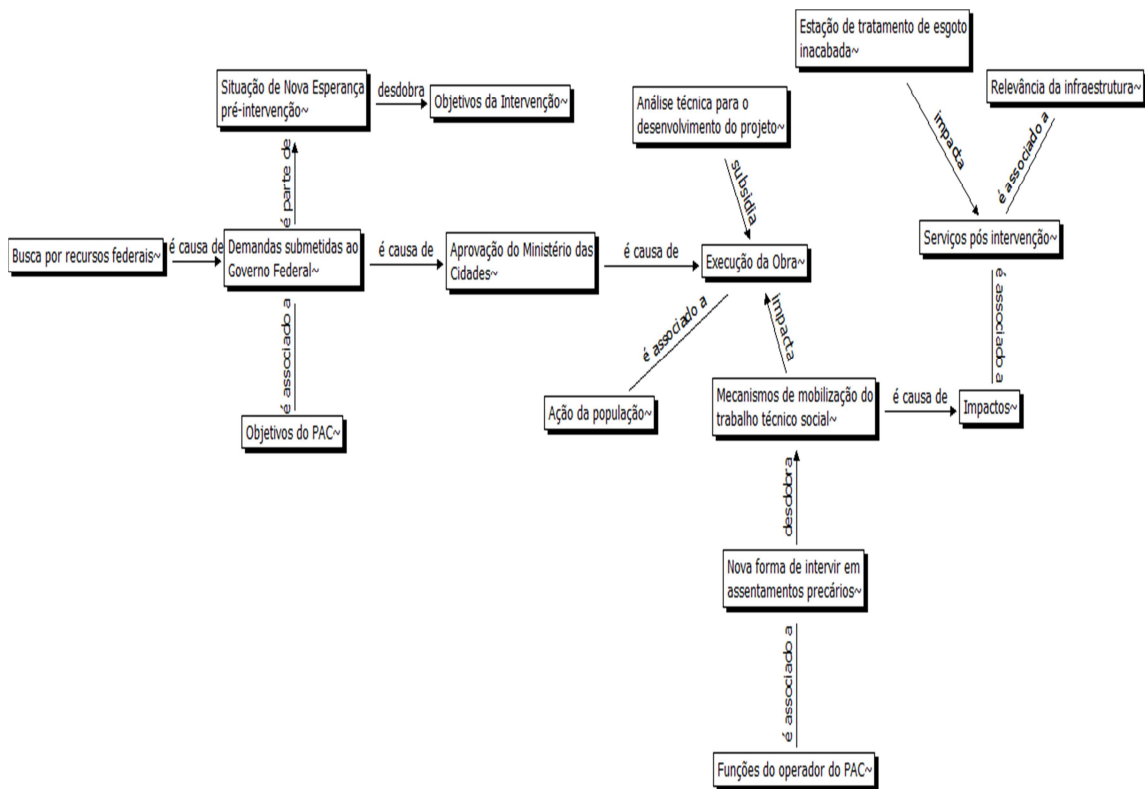 Estação de tratamento de esgoto
inacabada~
Situação de Nova Esperança
pré-intervenção~
desdobra
Objetivos da Intervenção~
Análise técnica para o
desenvolvimento do projeto~
Relevância da infraestrutura~
impacta
é associado a
é parte de
subsidia
Busca por recursos federais~
é causa de
Demandas submetidas ao
Governo Federal~
é causa de
Aprovação do Ministério das
Cidades~
é causa de
Execução da Obra~
Serviços pós intervenção~
é associado a
é associado a
impacta
é associado a
Objetivos do PAC~
Ação da população~
Mecanismos de mobilização do
trabalho técnico social~
é causa de
Impactos~
desdobra
Nova forma de intervir em
assentamentos precários~
é associado a
Funções do operador do PAC~